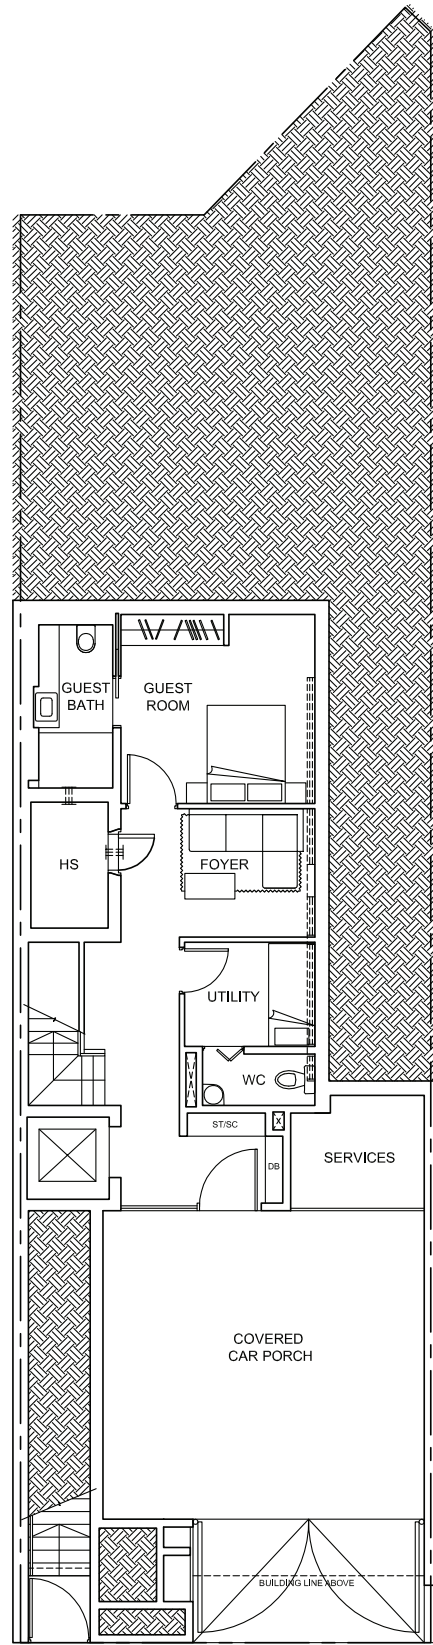 GUEST
BATH
GUEST
ROOM
HS
FOYER
UTILITY
WC
ST/SC
X
DB
SERVICES
COVERED
CAR PORCH
BUILDING LINE ABOVE